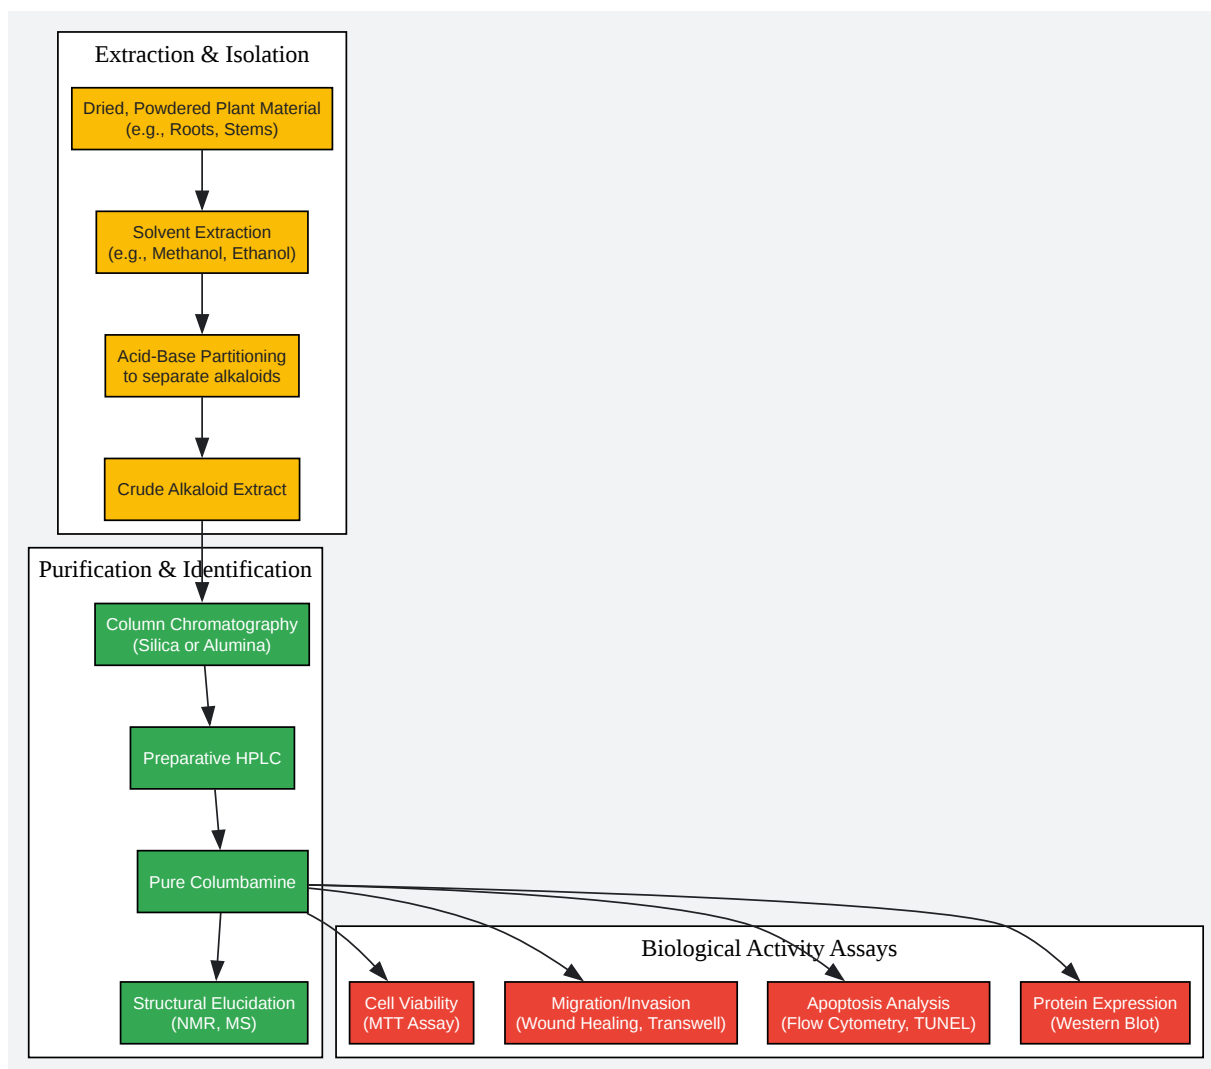 Extraction & Isolation
Dried, Powdered Plant Material
(e.g., Roots, Stems)
Solvent Extraction
(e.g., Methanol, Ethanol)
Acid-Base Partitioning
to separate alkaloids
Crude Alkaloid Extract
Purification & Identification
Column Chromatography
(Silica or Alumina)
Preparative HPLC
Pure Columbamine
Structural Elucidation
(NMR, MS)
Biological Activity Assays
Cell Viability
(MTT Assay)
Migration/Invasion
(Wound Healing, Transwell)
Apoptosis Analysis
(Flow Cytometry, TUNEL)
Protein Expression
(Western Blot)